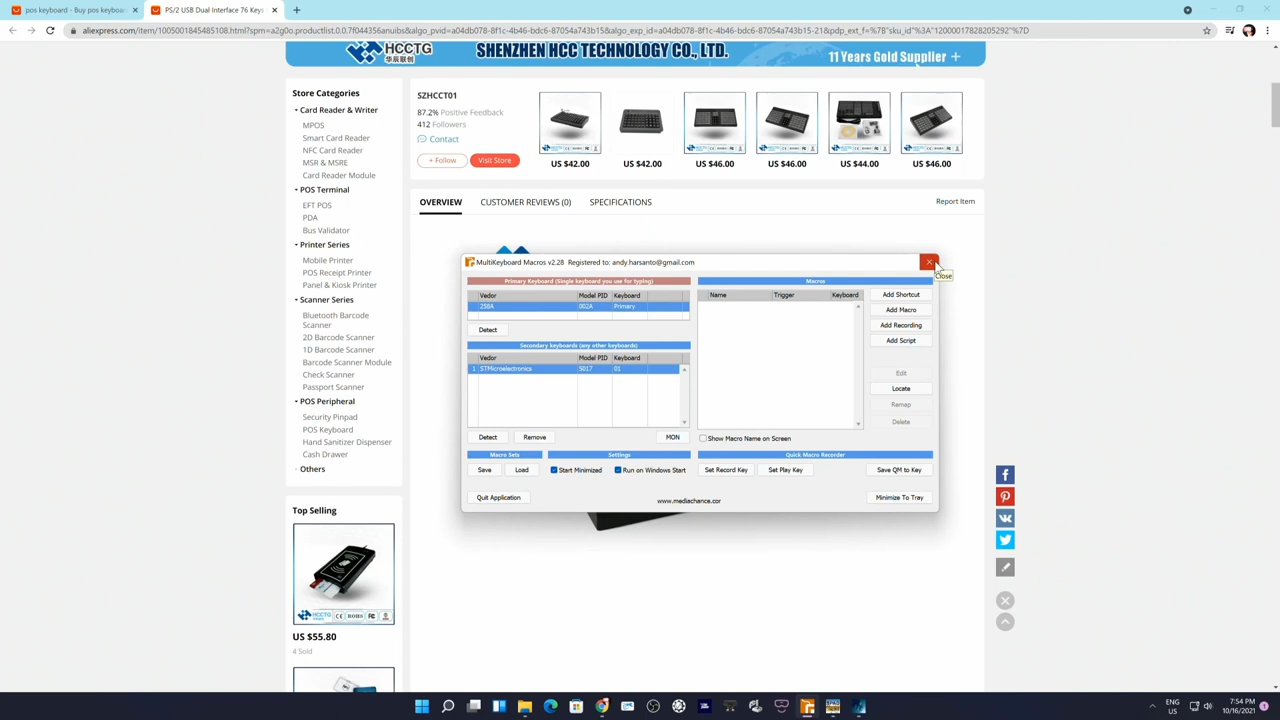 pos keyboard - Buy pos keyboard
PS/2 USB Dual Interface 76 Keys
aliexpress.com/item/1005001845485108.html?spm=a2g0o.productlist.0.0.7f044356anuibs&algo_pvid=a04db078-8f1c-4b46-bdc6-87054a743b15&algo_exp_id=a04db078-8f1c-4b46-bdc6-87054a743b15-21&pdp_ext_f=%7B"sku_id"%3A"12000017828205292"%7D
HCCTG
华辰联创
SHENZHEN HCC TECHNOLOGY CO., LTD.
11 Years Gold Supplier +
Store Categories
Card Reader & Writer
MPOS
Smart Card Reader
NFC Card Reader
MSR & MSRE
Card Reader Module
POS Terminal
EFT POS
PDA
Bus Validator
Printer Series
Mobile Printer
POS Receipt Printer
Panel & Kiosk Printer
Scanner Series
Bluetooth Barcode
Scanner
2D Barcode Scanner
1D Barcode Scanner
Barcode Scanner Module
Check Scanner
Passport Scanner
POS Peripheral
Security Pinpad
POS Keyboard
Hand Sanitizer Dispenser
Cash Drawer
Others
Top Selling
HCCTG
US $55.80
4 Sold
SZHCCT01
87.2% Positive Feedback
412 Followers
Contact
+ Follow
Visit Store
US $42.00
US $42.00
US $46.00
US $46.00
US $44.00
US $46.00
OVERVIEW
CUSTOMER REVIEWS (0)
SPECIFICATIONS
Report Item
MultiKeyboard Macros v2.28 Registered to: andy.harsanto@gmail.com
Close
Primary Keyboard (Single keyboard you use for typing)
Vedor Model PID Keyboard
258A 002A Primary
Detect
Secondary keyboards (any other keyboards)
Vedor Model PID Keyboard
1 STMicroelectronics 5017 01
Detect
Remove
MON
Macro Sets
Settings
Save
Load
Start Minimized
Run on Windows Start
Quit Application
Macros
Name Trigger Keyboard
Add Shortcut
Add Macro
Add Recording
Add Script
Edit
Locate
Remap
Delete
Show Macro Name on Screen
Quick Macro Recorder
Set Record Key
Set Play Key
Save QM to Key
www.mediachance.cor
Minimize To Tray
ENG
US
7:54 PM
10/16/2021